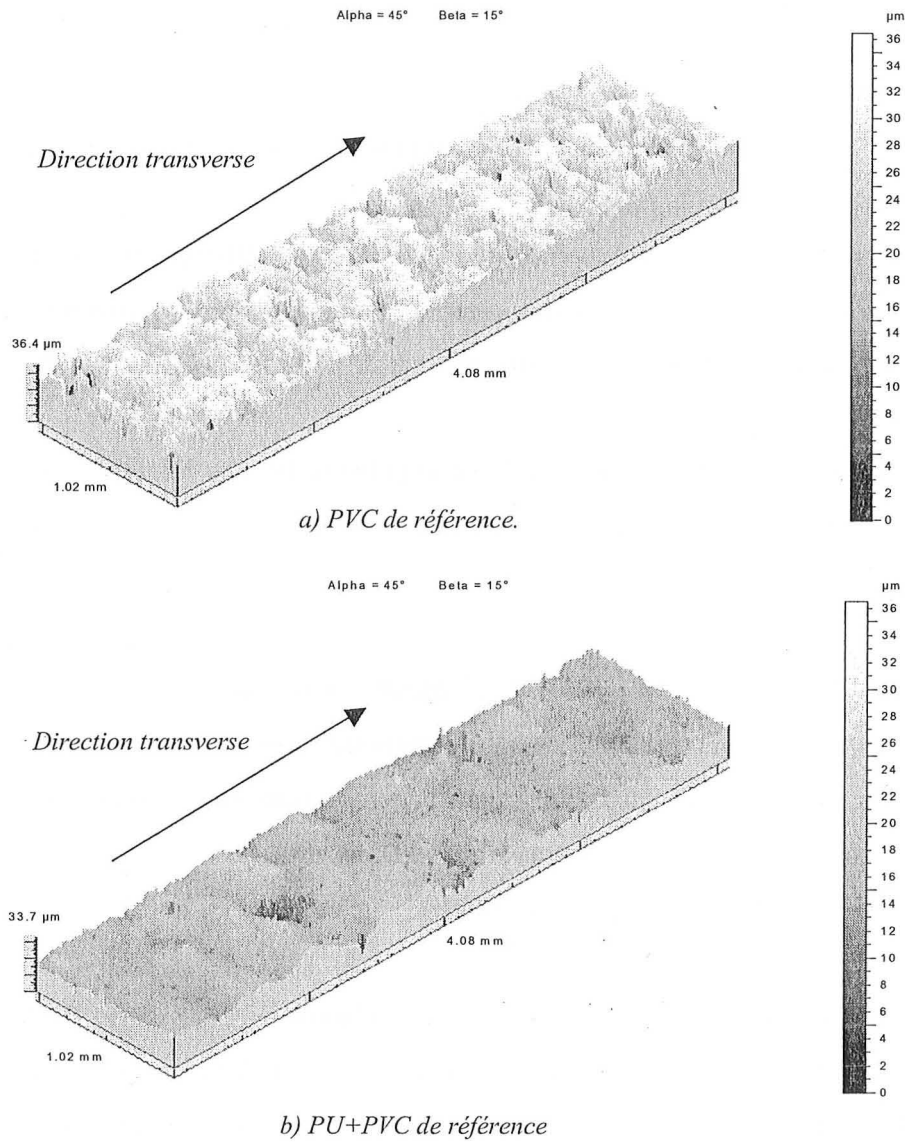 Alpha = 45° Beta = 15°
µm
36
34
32
30
28
26
24
22
20
18
16
14
12
10
8
6
4
2
0
Direction transverse
36.4 µm
4.08 mm
1.02 mm
a) PVC de référence.
Alpha = 45° Beta = 15°
µm
36
34
32
30
28
26
24
22
20
18
16
14
12
10
8
6
4
2
0
Direction transverse
33.7 µm
4.08 mm
1.02 mm
b) PU+PVC de référence